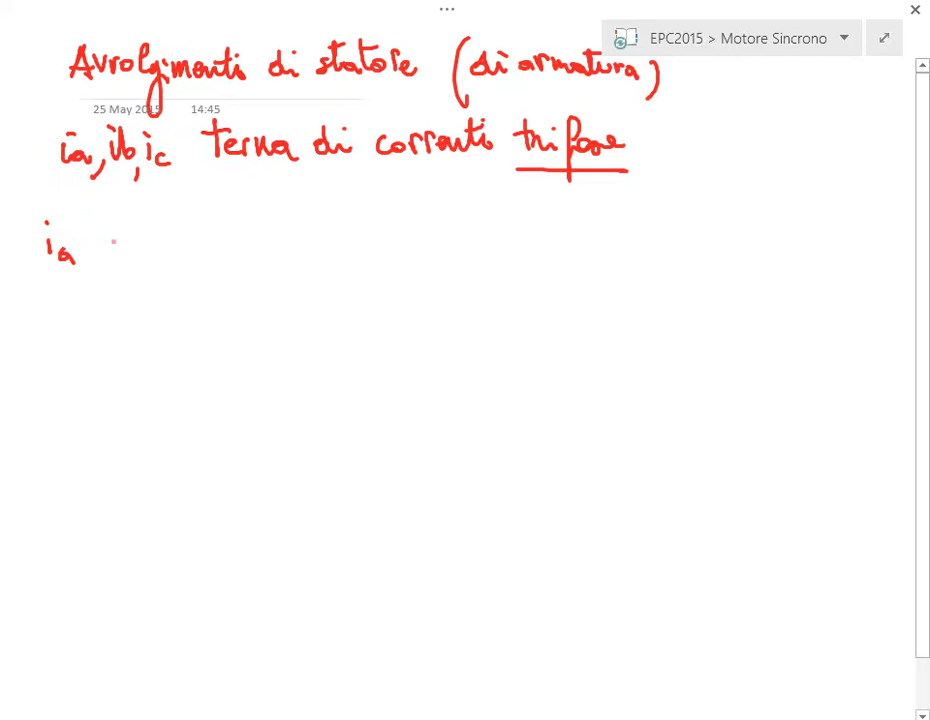 EPC2015 > Motore Sincrono
Avvolgimenti di statore (di armatura)
25 May 2015 14:45
ia, ib, ic terna di correnti trifase
ia